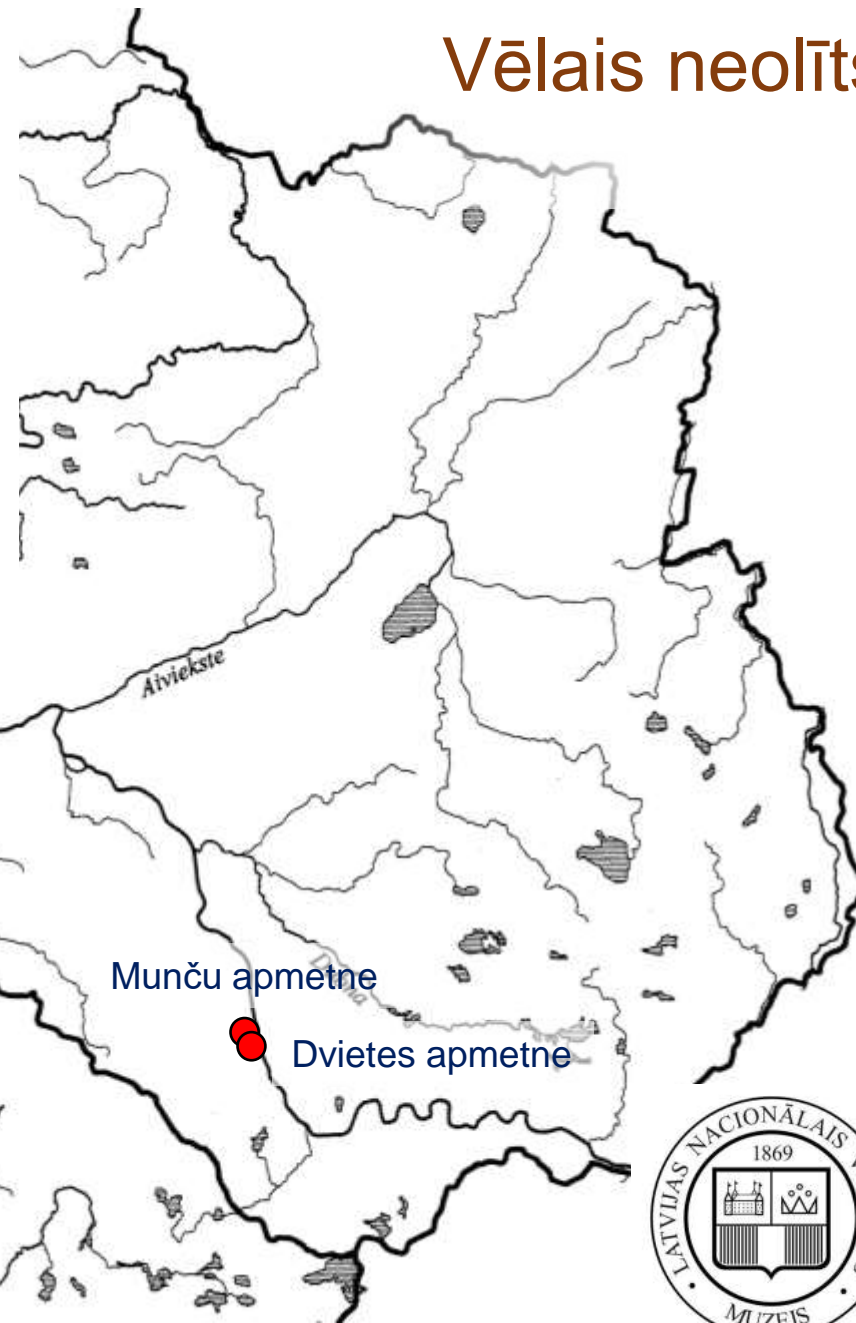 Vēlais neolīts
Aiviekste
Munču apmetne
Dvietes apmetne
LATVIJAS NACIONĀLAIS
1869
MUZEJS